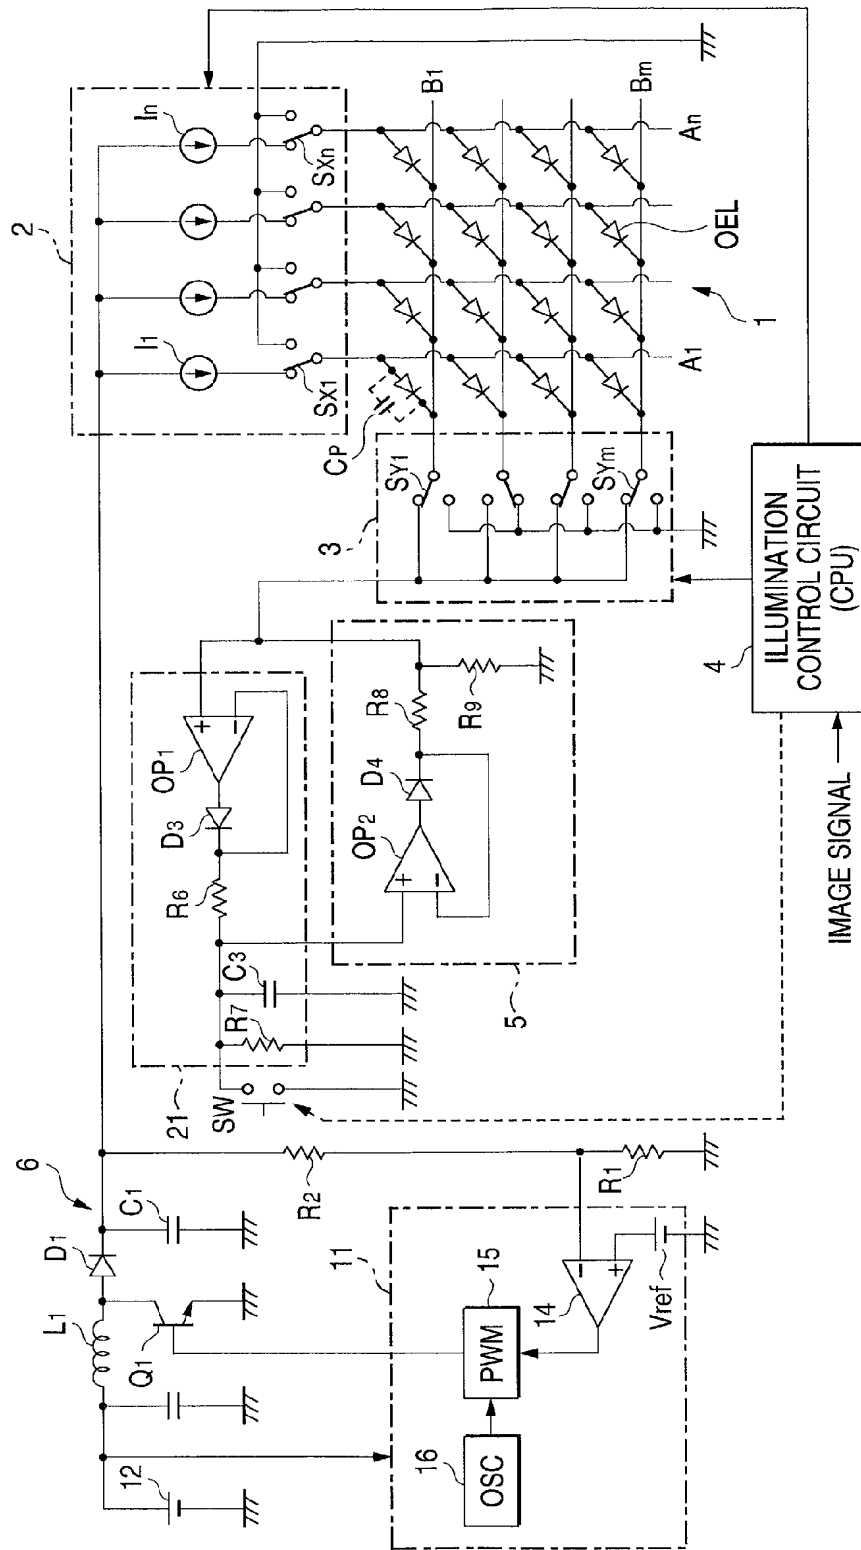 6
12
L1
D1
C1
Q1
R2
R1
11
16
OSC
15
PWM
14
Vref
SW
21
R7
C3
R6
D3
OP1
5
OP2
D4
R8
R9
2
I1
In
SX1
SXn
3
SY1
SYm
CP
B1
Bm
A1
An
OEL
1
4
ILLUMINATION
CONTROL CIRCUIT
(CPU)
IMAGE SIGNAL